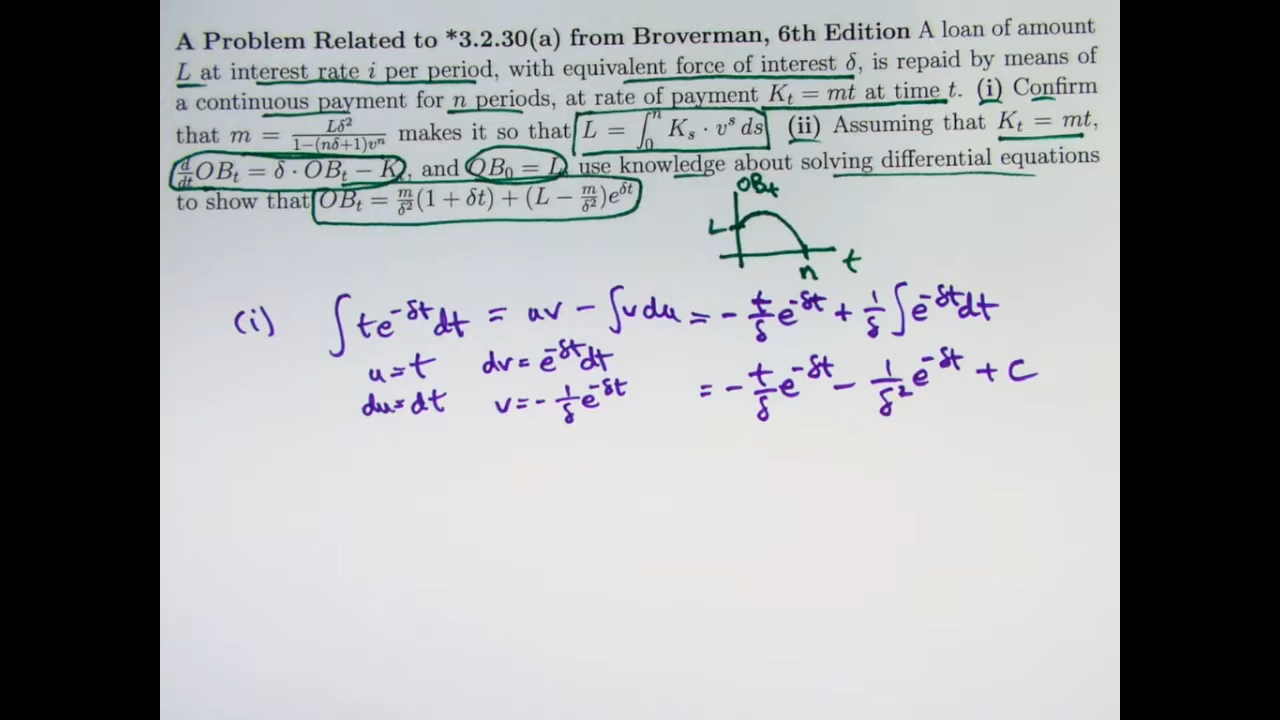 A Problem Related to *3.2.30(a) from Broverman, 6th Edition A loan of amount
L at interest rate i per period, with equivalent force of interest δ, is repaid by means of
a continuous payment for n periods, at rate of payment K_t = mt at time t. (i) Confirm
that m = Lδ²/(1−(nδ+1)vⁿ) makes it so that L = ∫₀ⁿ K_s · v^s ds (ii) Assuming that K_t = mt,
d/dt OB_t = δ · OB_t − K_t, and OB₀ = L, use knowledge about solving differential equations
to show that OB_t = m/δ² (1 + δt) + (L − m/δ²)e^{δt}
OB_t
L
n t
(i) ∫ t e^{-δt} dt = uv − ∫ v du = − t/δ e^{-δt} + 1/δ ∫ e^{-δt} dt
u = t dv = e^{-δt} dt = − t/δ e^{-δt} − 1/δ² e^{-δt} + C
du = dt v = − 1/δ e^{-δt}